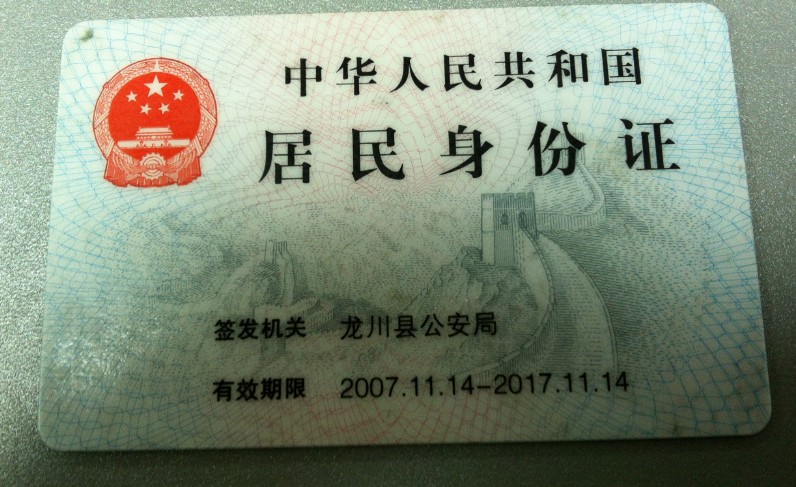 中华人民共和国
居民身份证
签发机关 龙川县公安局
有效期限 2007.11.14-2017.11.14